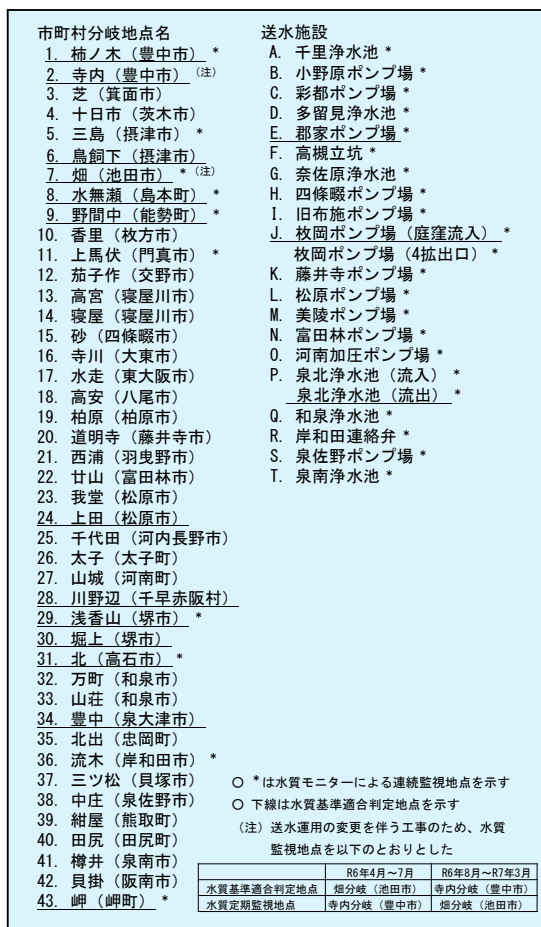 市町村分岐地点名
1. 柿ノ木（豊中市） *
2. 寺内（豊中市）（注）
3. 芝（箕面市）
4. 十日市（茨木市）
5. 三島（摂津市） *
6. 鳥飼下（摂津市）
7. 畑（池田市） *（注）
8. 水無瀬（島本町） *
9. 野間中（能勢町） *
10. 香里（枚方市）
11. 上馬伏（門真市） *
12. 茄子作（交野市）
13. 高宮（寝屋川市）
14. 寝屋（寝屋川市）
15. 砂（四條畷市）
16. 寺川（大東市）
17. 水走（東大阪市）
18. 高安（八尾市）
19. 柏原（柏原市）
20. 道明寺（藤井寺市）
21. 西浦（羽曳野市）
22. 廿山（富田林市）
23. 我堂（松原市）
24. 上田（松原市）
25. 千代田（河内長野市）
26. 太子（太子町）
27. 山城（河南町）
28. 川野辺（千早赤阪村）
29. 浅香山（堺市） *
30. 堀上（堺市）
31. 北（高石市） *
32. 万町（和泉市）
33. 山荘（和泉市）
34. 豊中（泉大津市）
35. 北出（忠岡町）
36. 流木（岸和田市） *
37. 三ツ松（貝塚市）
38. 中庄（泉佐野市）
39. 紺屋（熊取町）
40. 田尻（田尻町）
41. 樽井（泉南市）
42. 貝掛（阪南市）
43. 岬（岬町） *
送水施設
A. 千里浄水池 *
B. 小野原ポンプ場 *
C. 彩都ポンプ場 *
D. 多留見浄水池 *
E. 郡家ポンプ場 *
F. 高槻立坑 *
G. 奈佐原浄水池 *
H. 四條畷ポンプ場 *
I. 旧布施ポンプ場 *
J. 枚岡ポンプ場（庭窪流入） *
枚岡ポンプ場（4拡出口） *
K. 藤井寺ポンプ場 *
L. 松原ポンプ場 *
M. 美陵ポンプ場 *
N. 富田林ポンプ場 *
O. 河南加圧ポンプ場 *
P. 泉北浄水池（流入） *
泉北浄水池（流出） *
Q. 和泉浄水池 *
R. 岸和田連絡弁 *
S. 泉佐野ポンプ場 *
T. 泉南浄水池 *
○ *は水質モニターによる連続監視地点を示す
○ 下線は水質基準適合判定地点を示す
（注）送水運用の変更を伴う工事のため、水質
監視地点を以下のとおりとした
R6年4月～7月 R6年8月～R7年3月
水質基準適合判定地点 畑分岐（池田市） 寺内分岐（豊中市）
水質定期監視地点 寺内分岐（豊中市） 畑分岐（池田市）